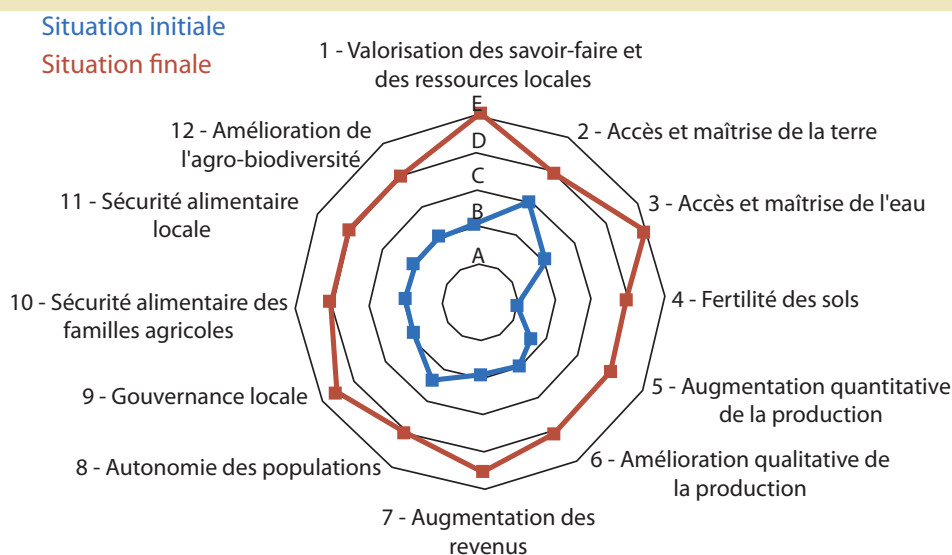 Situation initiale
Situation finale
1 - Valorisation des savoir-faire et
des ressources locales
E
D
C
B
A
2 - Accès et maîtrise de la terre
3 - Accès et maîtrise de l'eau
4 - Fertilité des sols
5 - Augmentation quantitative
de la production
6 - Amélioration qualitative de
la production
7 - Augmentation des
revenus
8 - Autonomie des populations
9 - Gouvernance locale
10 - Sécurité alimentaire des
familles agricoles
11 - Sécurité alimentaire
locale
12 - Amélioration de
l'agro-biodiversité